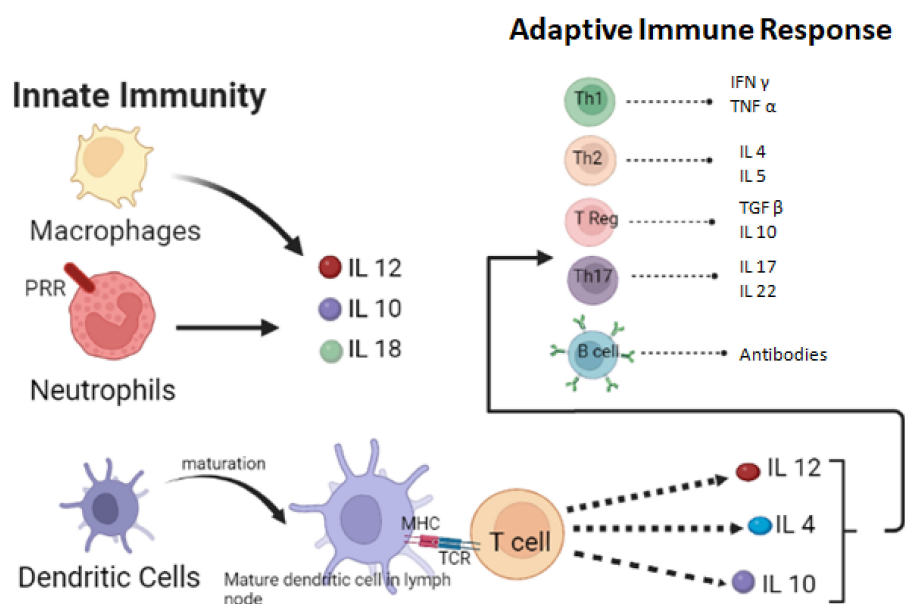 Adaptive Immune Response
Innate Immunity
Macrophages
PRR
Neutrophils
IL 12
IL 10
IL 18
Th1
IFN γ
TNF α
Th2
IL 4
IL 5
T Reg
TGF β
IL 10
Th17
IL 17
IL 22
B cell
Antibodies
maturation
Dendritic Cells
MHC
TCR
Mature dendritic cell in lymph
node
T cell
IL 12
IL 4
IL 10